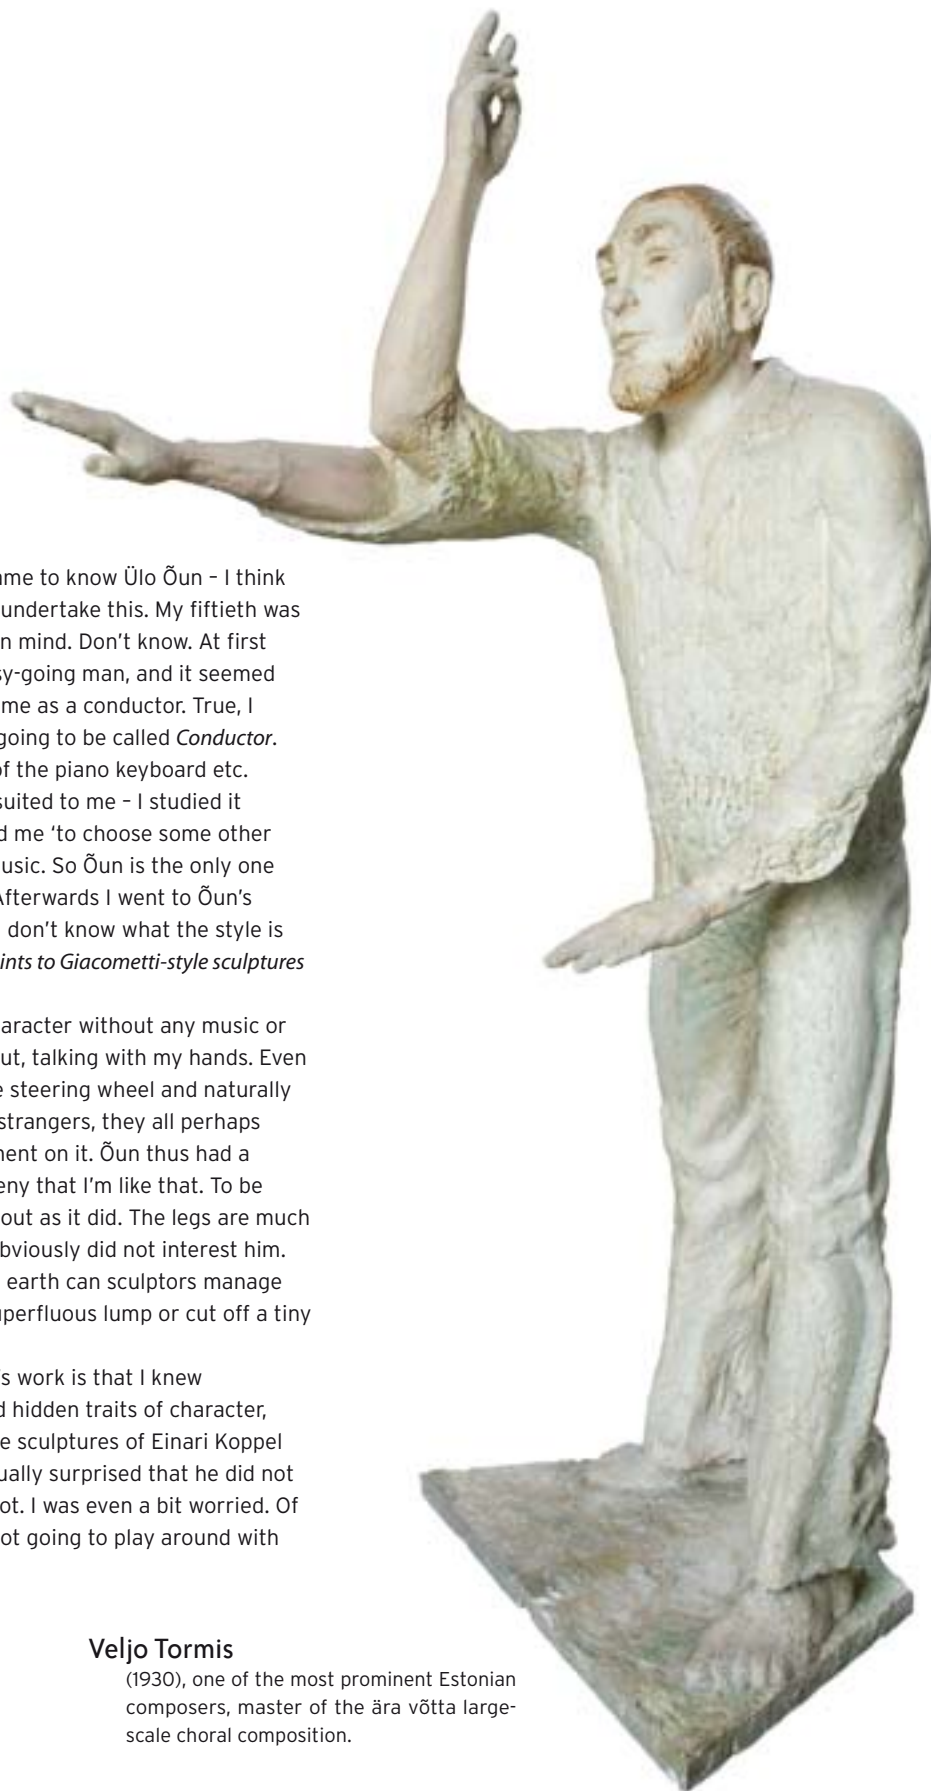 ame to know Ülo Õun – I think
undertake this. My fiftieth was
n mind. Don’t know. At first
sy-going man, and it seemed
me as a conductor. True, I
going to be called Conductor.
of the piano keyboard etc.
suited to me – I studied it
d me ‘to choose some other
usic. So Õun is the only one
Afterwards I went to Õun’s
don’t know what the style is
ints to Giacometti-style sculptures
aracter without any music or
ut, talking with my hands. Even
e steering wheel and naturally
strangers, they all perhaps
nent on it. Õun thus had a
eny that I’m like that. To be
out as it did. The legs are much
bviously did not interest him.
earth can sculptors manage
uperfluous lump or cut off a tiny
’s work is that I knew
d hidden traits of character,
e sculptures of Einari Koppel
ually surprised that he did not
ot. I was even a bit worried. Of
ot going to play around with
Veljo Tormis
(1930), one of the most prominent Estonian
composers, master of the ära võtta large-
scale choral composition.